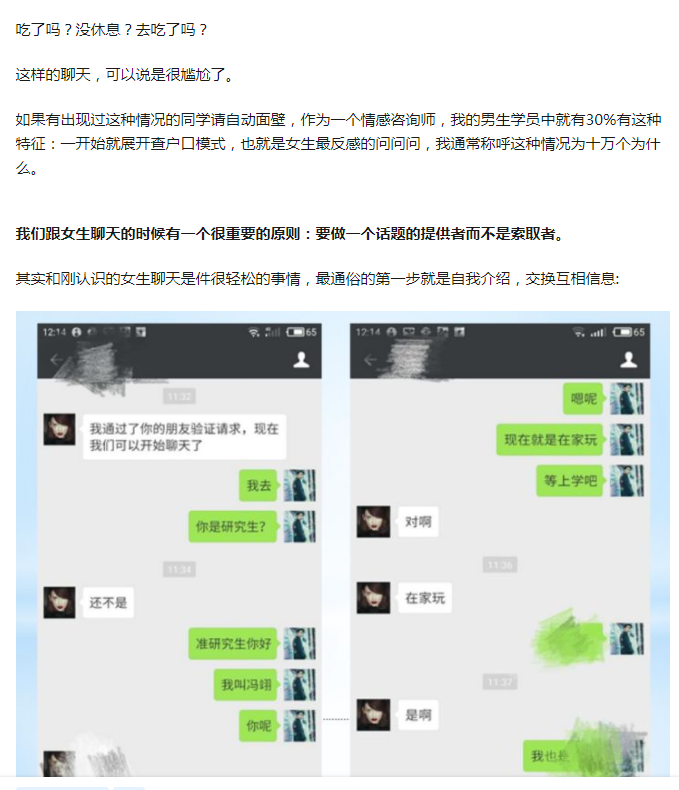 吃了吗？没休息？去吃了吗？
这样的聊天，可以说是很尴尬了。
如果有出现过这种情况的同学请自动面壁，作为一个情感咨询师，我的男生学员中就有30%有这种
特征：一开始就展开查户口模式，也就是女生最反感的问问问，我通常称呼这种情况为十万个为什
么。
我们跟女生聊天的时候有一个很重要的原则：要做一个话题的提供者而不是索取者。
其实和刚认识的女生聊天是件很轻松的事情，最通俗的第一步就是自我介绍，交换互相信息:
12:14
65
11:32
我通过了你的朋友验证请求，现在
我们可以开始聊天了
我去
你是研究生？
11:34
还不是
准研究生你好
我叫冯翊
你呢
12:14
65
嗯呢
现在就是在家玩
等上学吧
对啊
11:36
在家玩
11:37
是啊
我也是